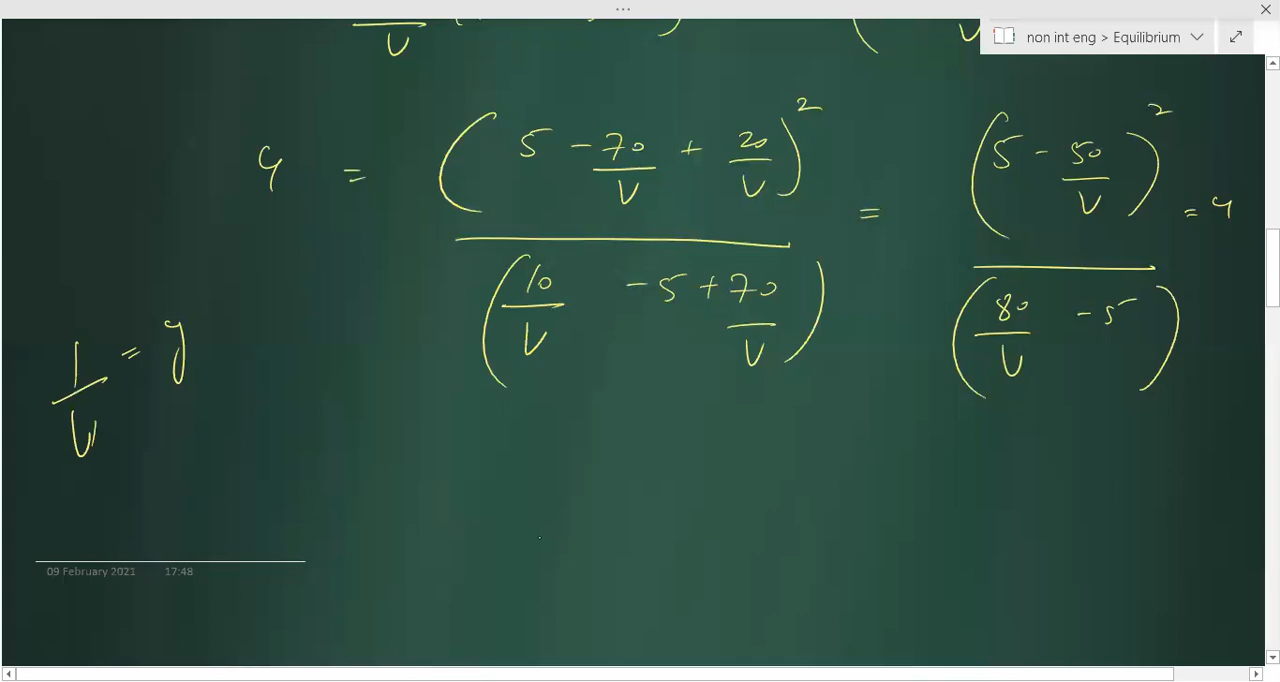 non int eng > Equilibrium
V
V
4 = (5 - 70/V + 20/V)^2 / (10/V - 5 + 70/V) = (5 - 50/V)^2 / (80/V - 5) = 4
1/V = y
09 February 2021 17:48